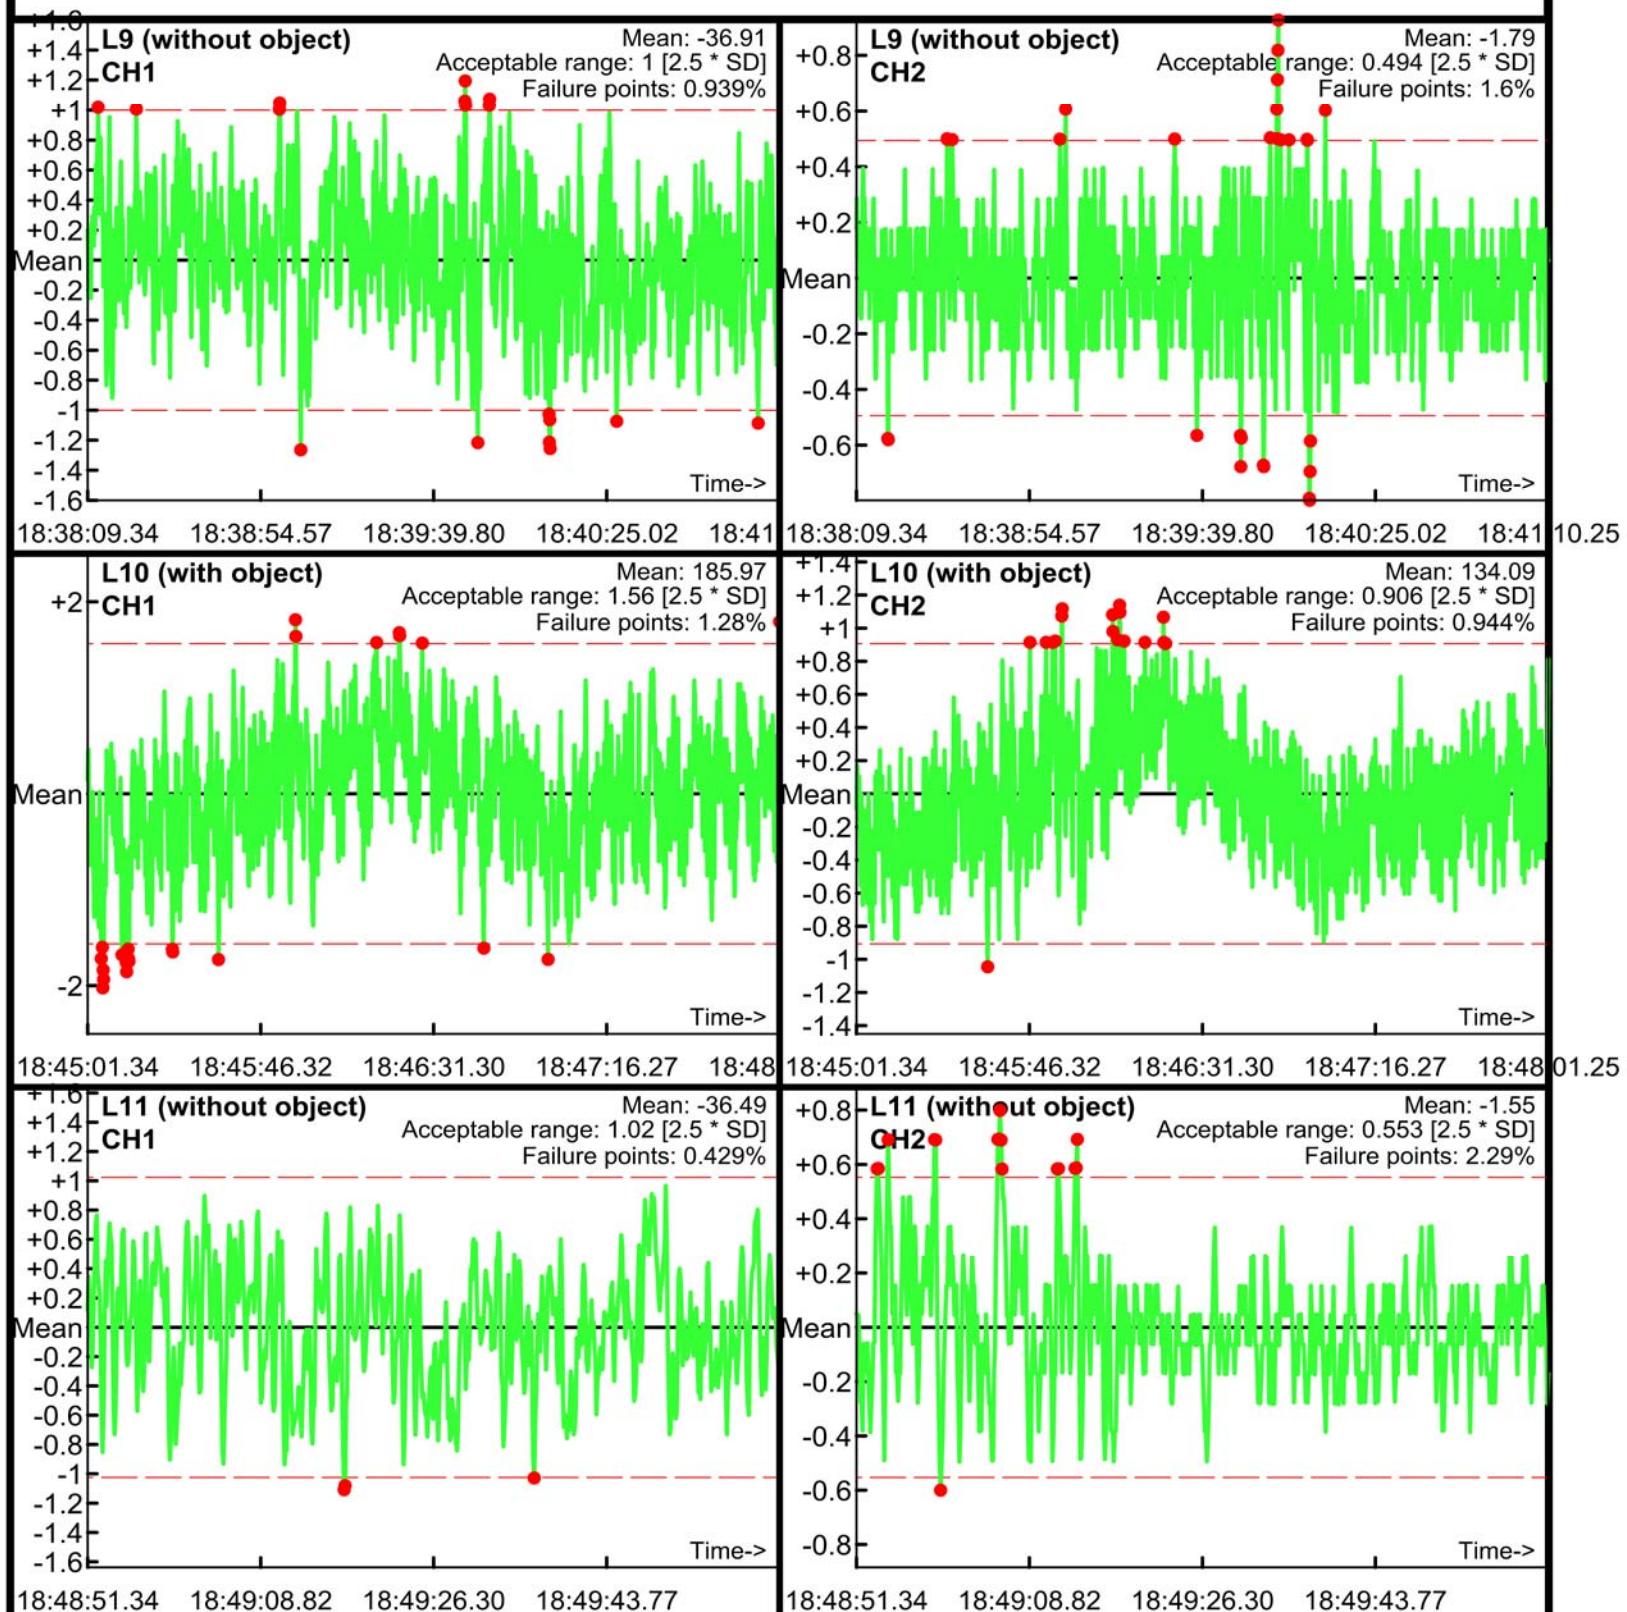 L9 (without object)
CH1
Mean: -36.91
Acceptable range: 1 [2.5 * SD]
Failure points: 0.939%
+1.6
+1.4
+1.2
+1
+0.8
+0.6
+0.4
+0.2
Mean
-0.2
-0.4
-0.6
-0.8
-1
-1.2
-1.4
-1.6
Time->
18:38:09.34 18:38:54.57 18:39:39.80 18:40:25.02 18:41
L9 (without object)
CH2
Mean: -1.79
Acceptable range: 0.494 [2.5 * SD]
Failure points: 1.6%
+0.8
+0.6
+0.4
+0.2
Mean
-0.2
-0.4
-0.6
Time->
18:38:09.34 18:38:54.57 18:39:39.80 18:40:25.02 18:41:10.25
L10 (with object)
CH1
Mean: 185.97
Acceptable range: 1.56 [2.5 * SD]
Failure points: 1.28%
+2
Mean
-2
Time->
18:45:01.34 18:45:46.32 18:46:31.30 18:47:16.27 18:48
L10 (with object)
CH2
Mean: 134.09
Acceptable range: 0.906 [2.5 * SD]
Failure points: 0.944%
+1.4
+1.2
+1
+0.8
+0.6
+0.4
+0.2
Mean
-0.2
-0.4
-0.6
-0.8
-1
-1.2
-1.4
Time->
18:45:01.34 18:45:46.32 18:46:31.30 18:47:16.27 18:48:01.25
L11 (without object)
CH1
Mean: -36.49
Acceptable range: 1.02 [2.5 * SD]
Failure points: 0.429%
+1.6
+1.4
+1.2
+1
+0.8
+0.6
+0.4
+0.2
Mean
-0.2
-0.4
-0.6
-0.8
-1
-1.2
-1.4
-1.6
Time->
18:48:51.34 18:49:08.82 18:49:26.30 18:49:43.77
L11 (without object)
CH2
Mean: -1.55
Acceptable range: 0.553 [2.5 * SD]
Failure points: 2.29%
+0.8
+0.6
+0.4
+0.2
Mean
-0.2
-0.4
-0.6
-0.8
Time->
18:48:51.34 18:49:08.82 18:49:26.30 18:49:43.77